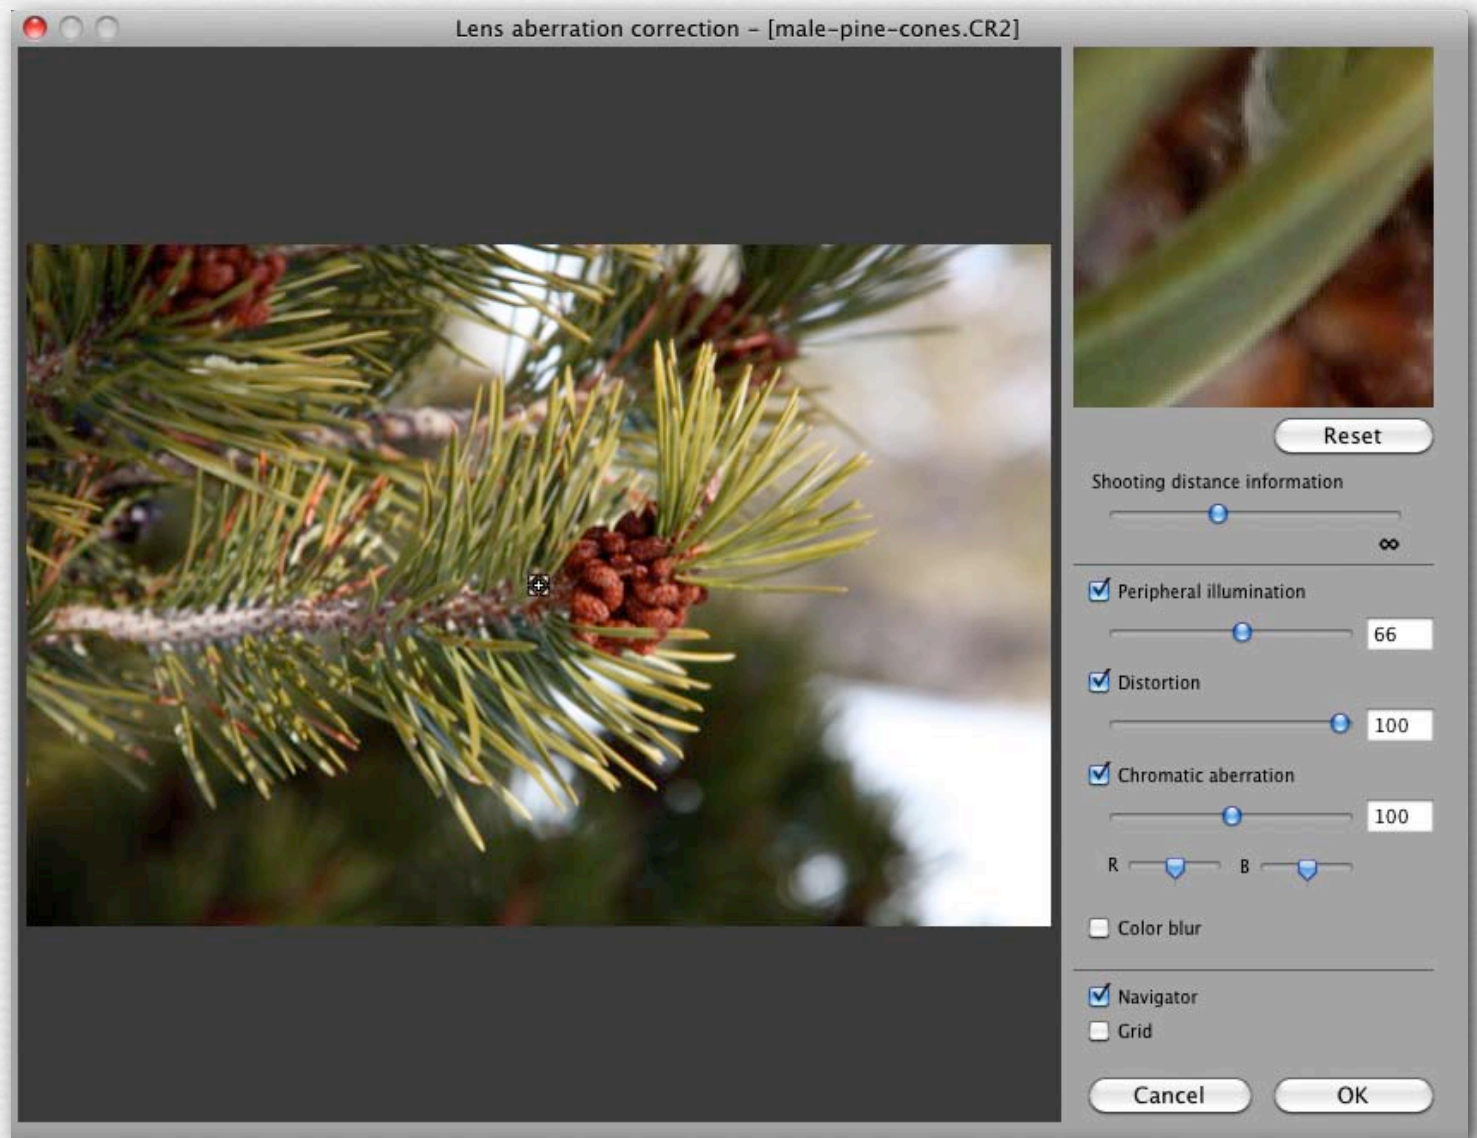 Lens aberration correction – [male-pine-cones.CR2]
Reset
Shooting distance information
∞
Peripheral illumination
66
Distortion
100
Chromatic aberration
100
R B
Color blur
Navigator
Grid
Cancel OK